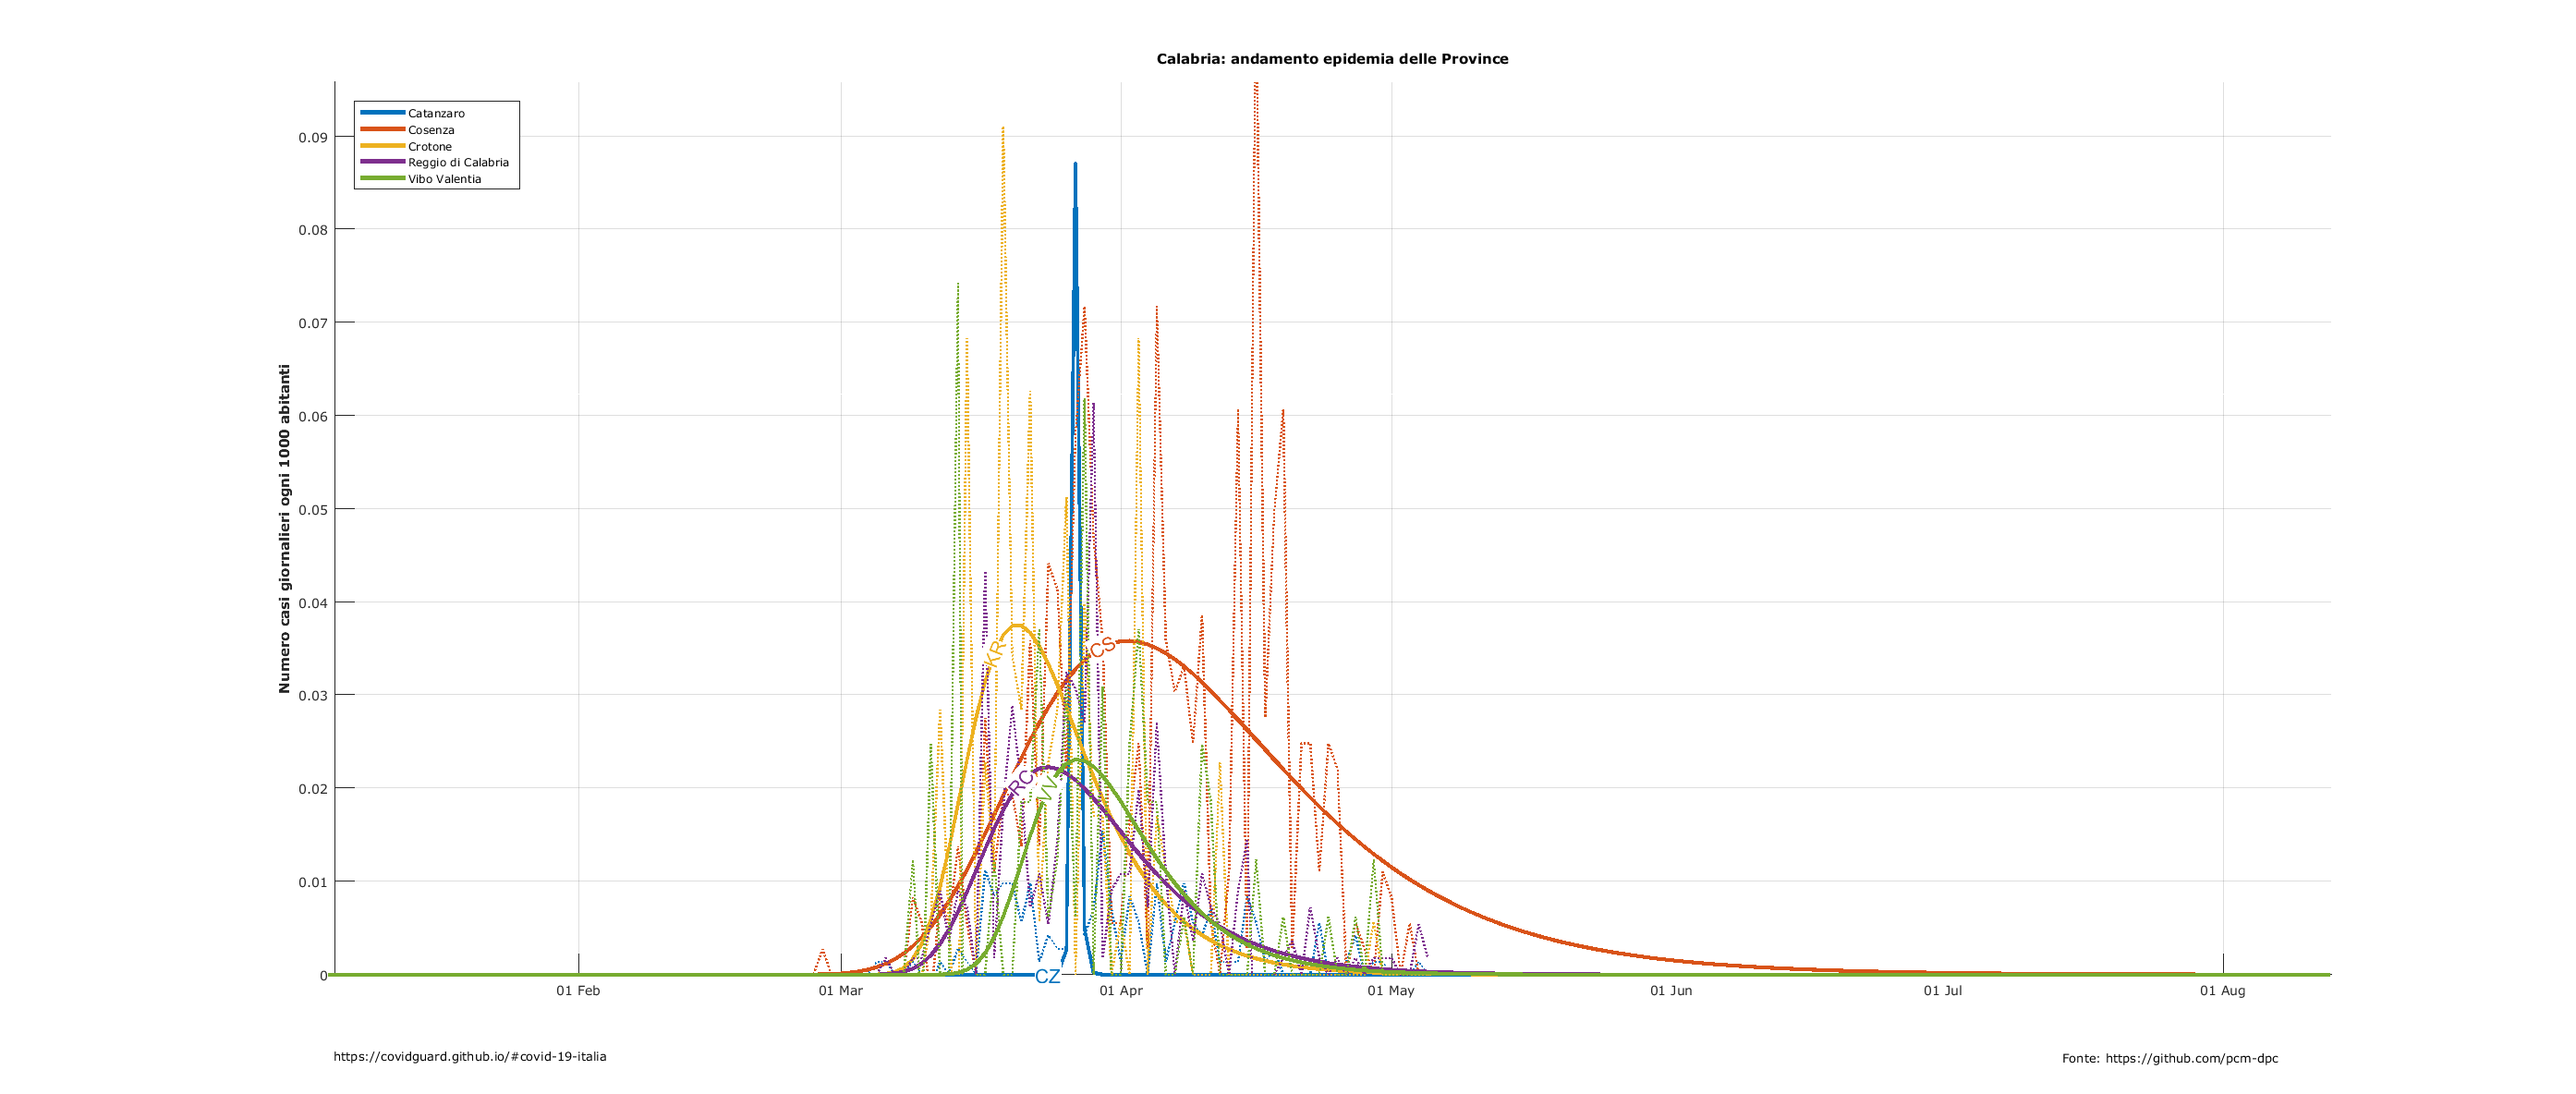 Calabria: andamento epidemia delle Province
Catanzaro
Cosenza
Crotone
Reggio di Calabria
Vibo Valentia
Numero casi giornalieri ogni 1000 abitanti
0.09
0.08
0.07
0.06
0.05
0.04
0.03
0.02
0.01
0
KR
CS
RC
VV
CZ
01 Feb
01 Mar
01 Apr
01 May
01 Jun
01 Jul
01 Aug
https://covidguard.github.io/#covid-19-italia
Fonte: https://github.com/pcm-dpc